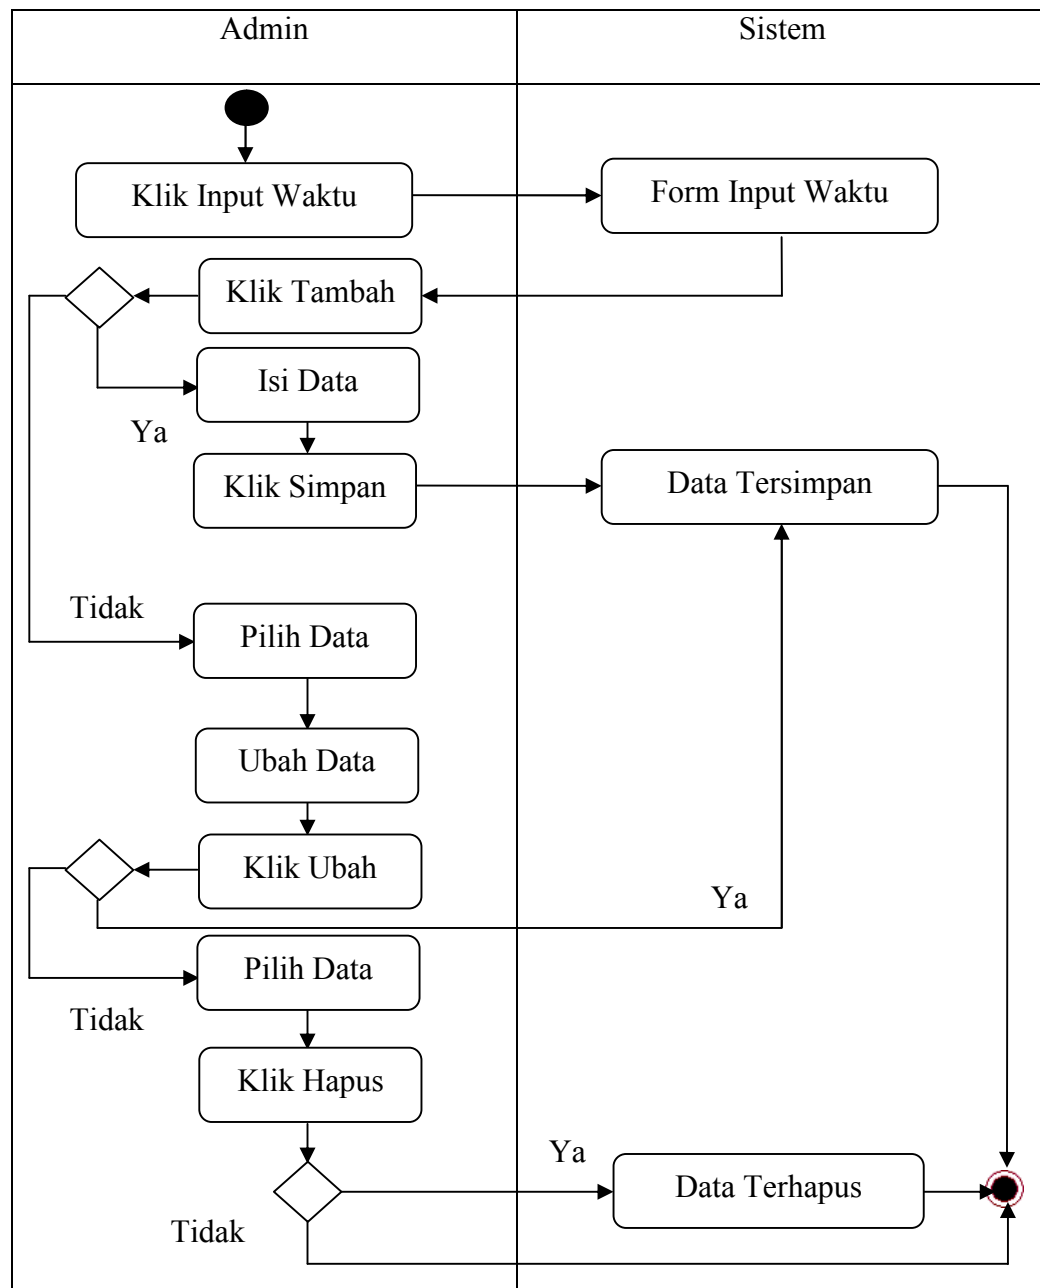 Admin
Sistem
Klik Input Waktu
Form Input Waktu
Klik Tambah
Isi Data
Ya
Klik Simpan
Data Tersimpan
Tidak
Pilih Data
Ubah Data
Klik Ubah
Ya
Pilih Data
Tidak
Klik Hapus
Ya
Data Terhapus
Tidak